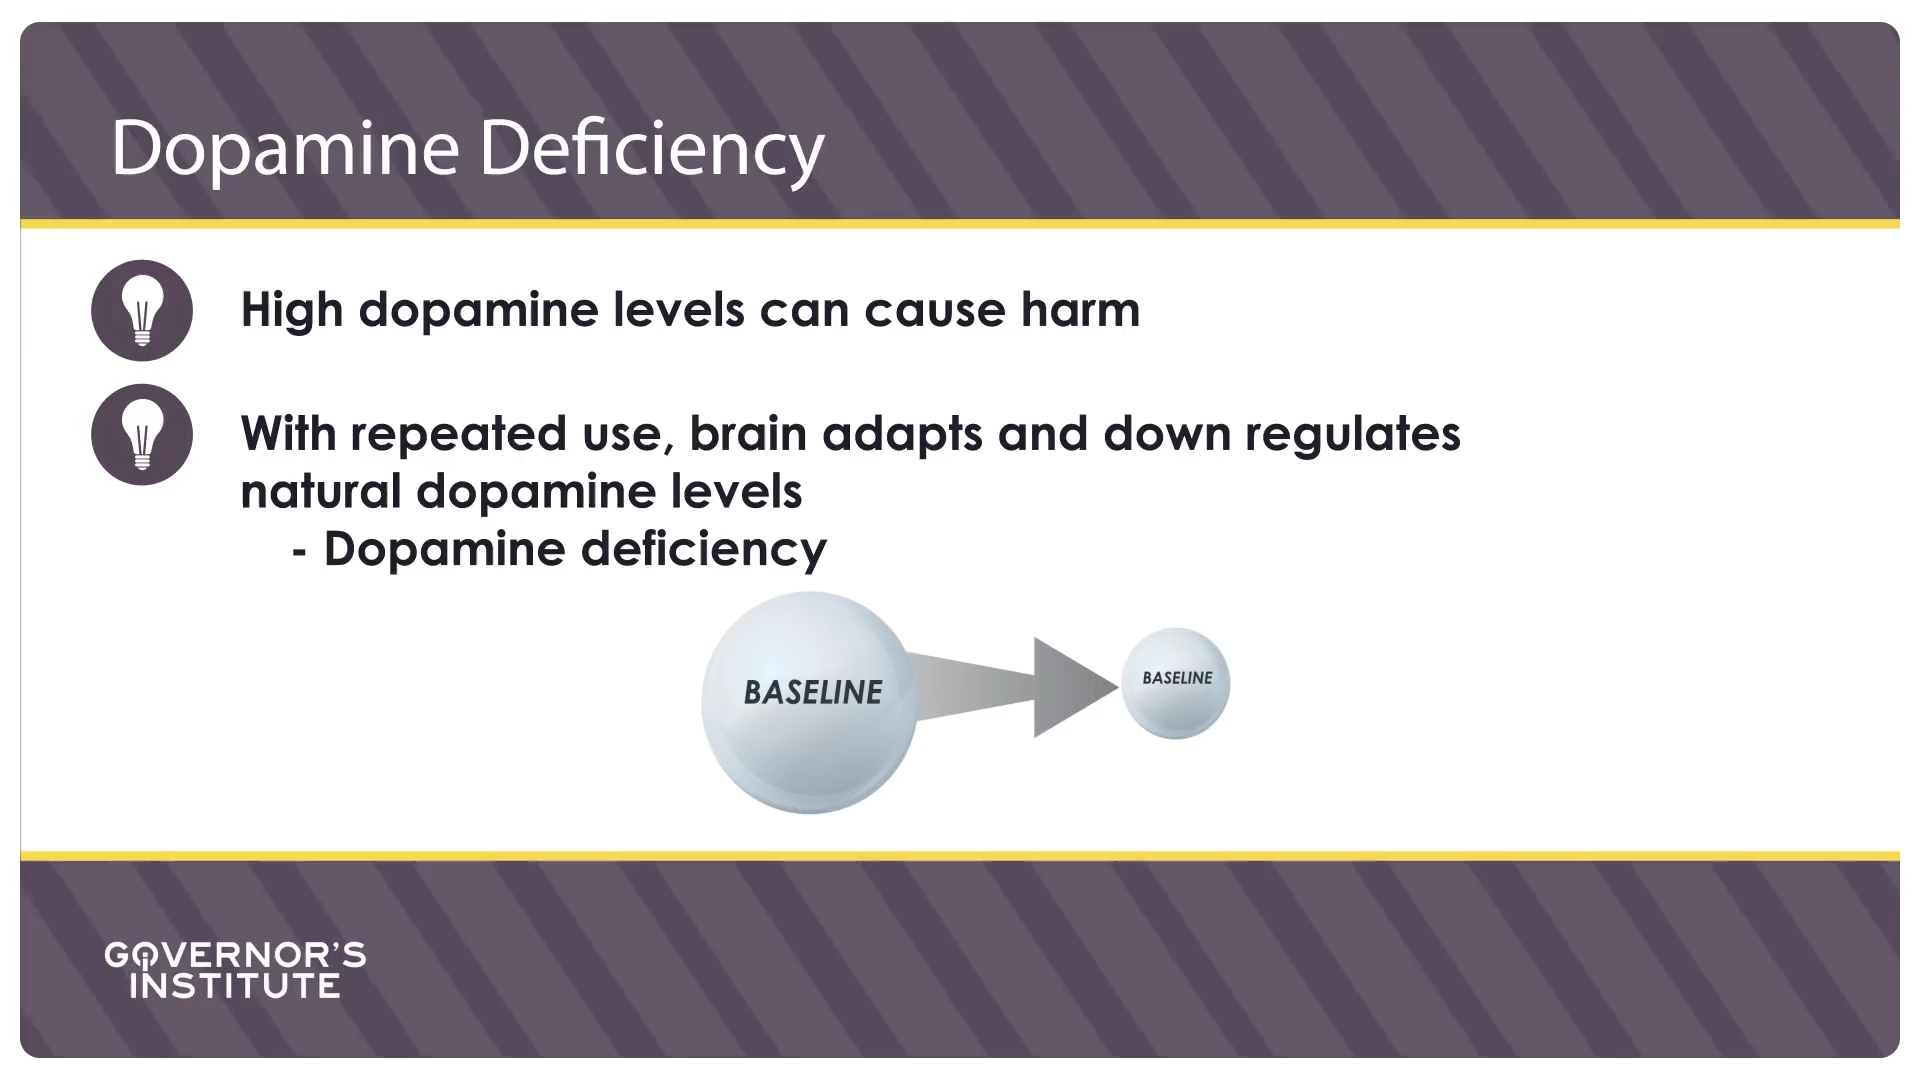 Dopamine Deficiency
High dopamine levels can cause harm
With repeated use, brain adapts and down regulates
natural dopamine levels
- Dopamine deficiency
BASELINE
BASELINE
GOVERNOR'S
INSTITUTE